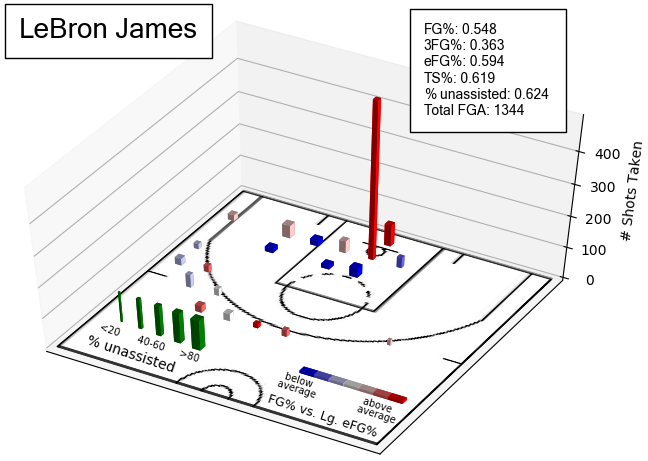 LeBron James
FG%: 0.548
3FG%: 0.363
eFG%: 0.594
TS%: 0.619
% unassisted: 0.624
Total FGA: 1344
400
300
200
100
0
# Shots Taken
<20
40-60
>80
% unassisted
below
average
above
average
FG% vs. Lg. eFG%